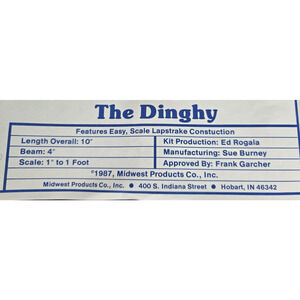 The Dinghy
Features Easy, Scale Lapstrake Constuction
Length Overall: 10"
Beam: 4"
Scale: 1" to 1 Foot
Kit Production: Ed Rogala
Manufacturing: Sue Burney
Approved By: Frank Garcher
©1987, Midwest Products Co., Inc.
Midwest Products Co., Inc. ● 400 S. Indiana Street ● Hobart, IN 46342